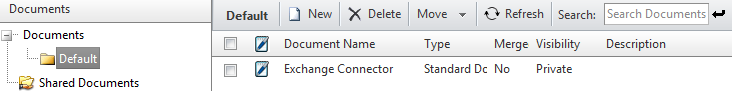 Documents
Documents
Default
Shared Documents
Default New Delete Move Refresh Search: Search Documents
Document Name Type Merge Visibility Description
Exchange Connector Standard Dc No Private